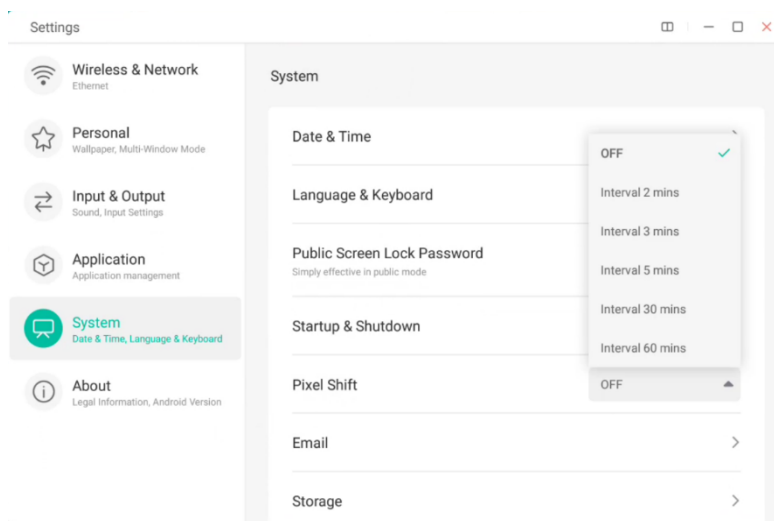 Settings
Wireless & Network
Ethernet
Personal
Wallpaper, Multi-Window Mode
Input & Output
Sound, Input Settings
Application
Application management
System
Date & Time, Language & Keyboard
About
Legal Information, Android Version
System
Date & Time
Language & Keyboard
Public Screen Lock Password
Simply effective in public mode
Startup & Shutdown
Pixel Shift
OFF
Email
Storage
OFF
Interval 2 mins
Interval 3 mins
Interval 5 mins
Interval 30 mins
Interval 60 mins